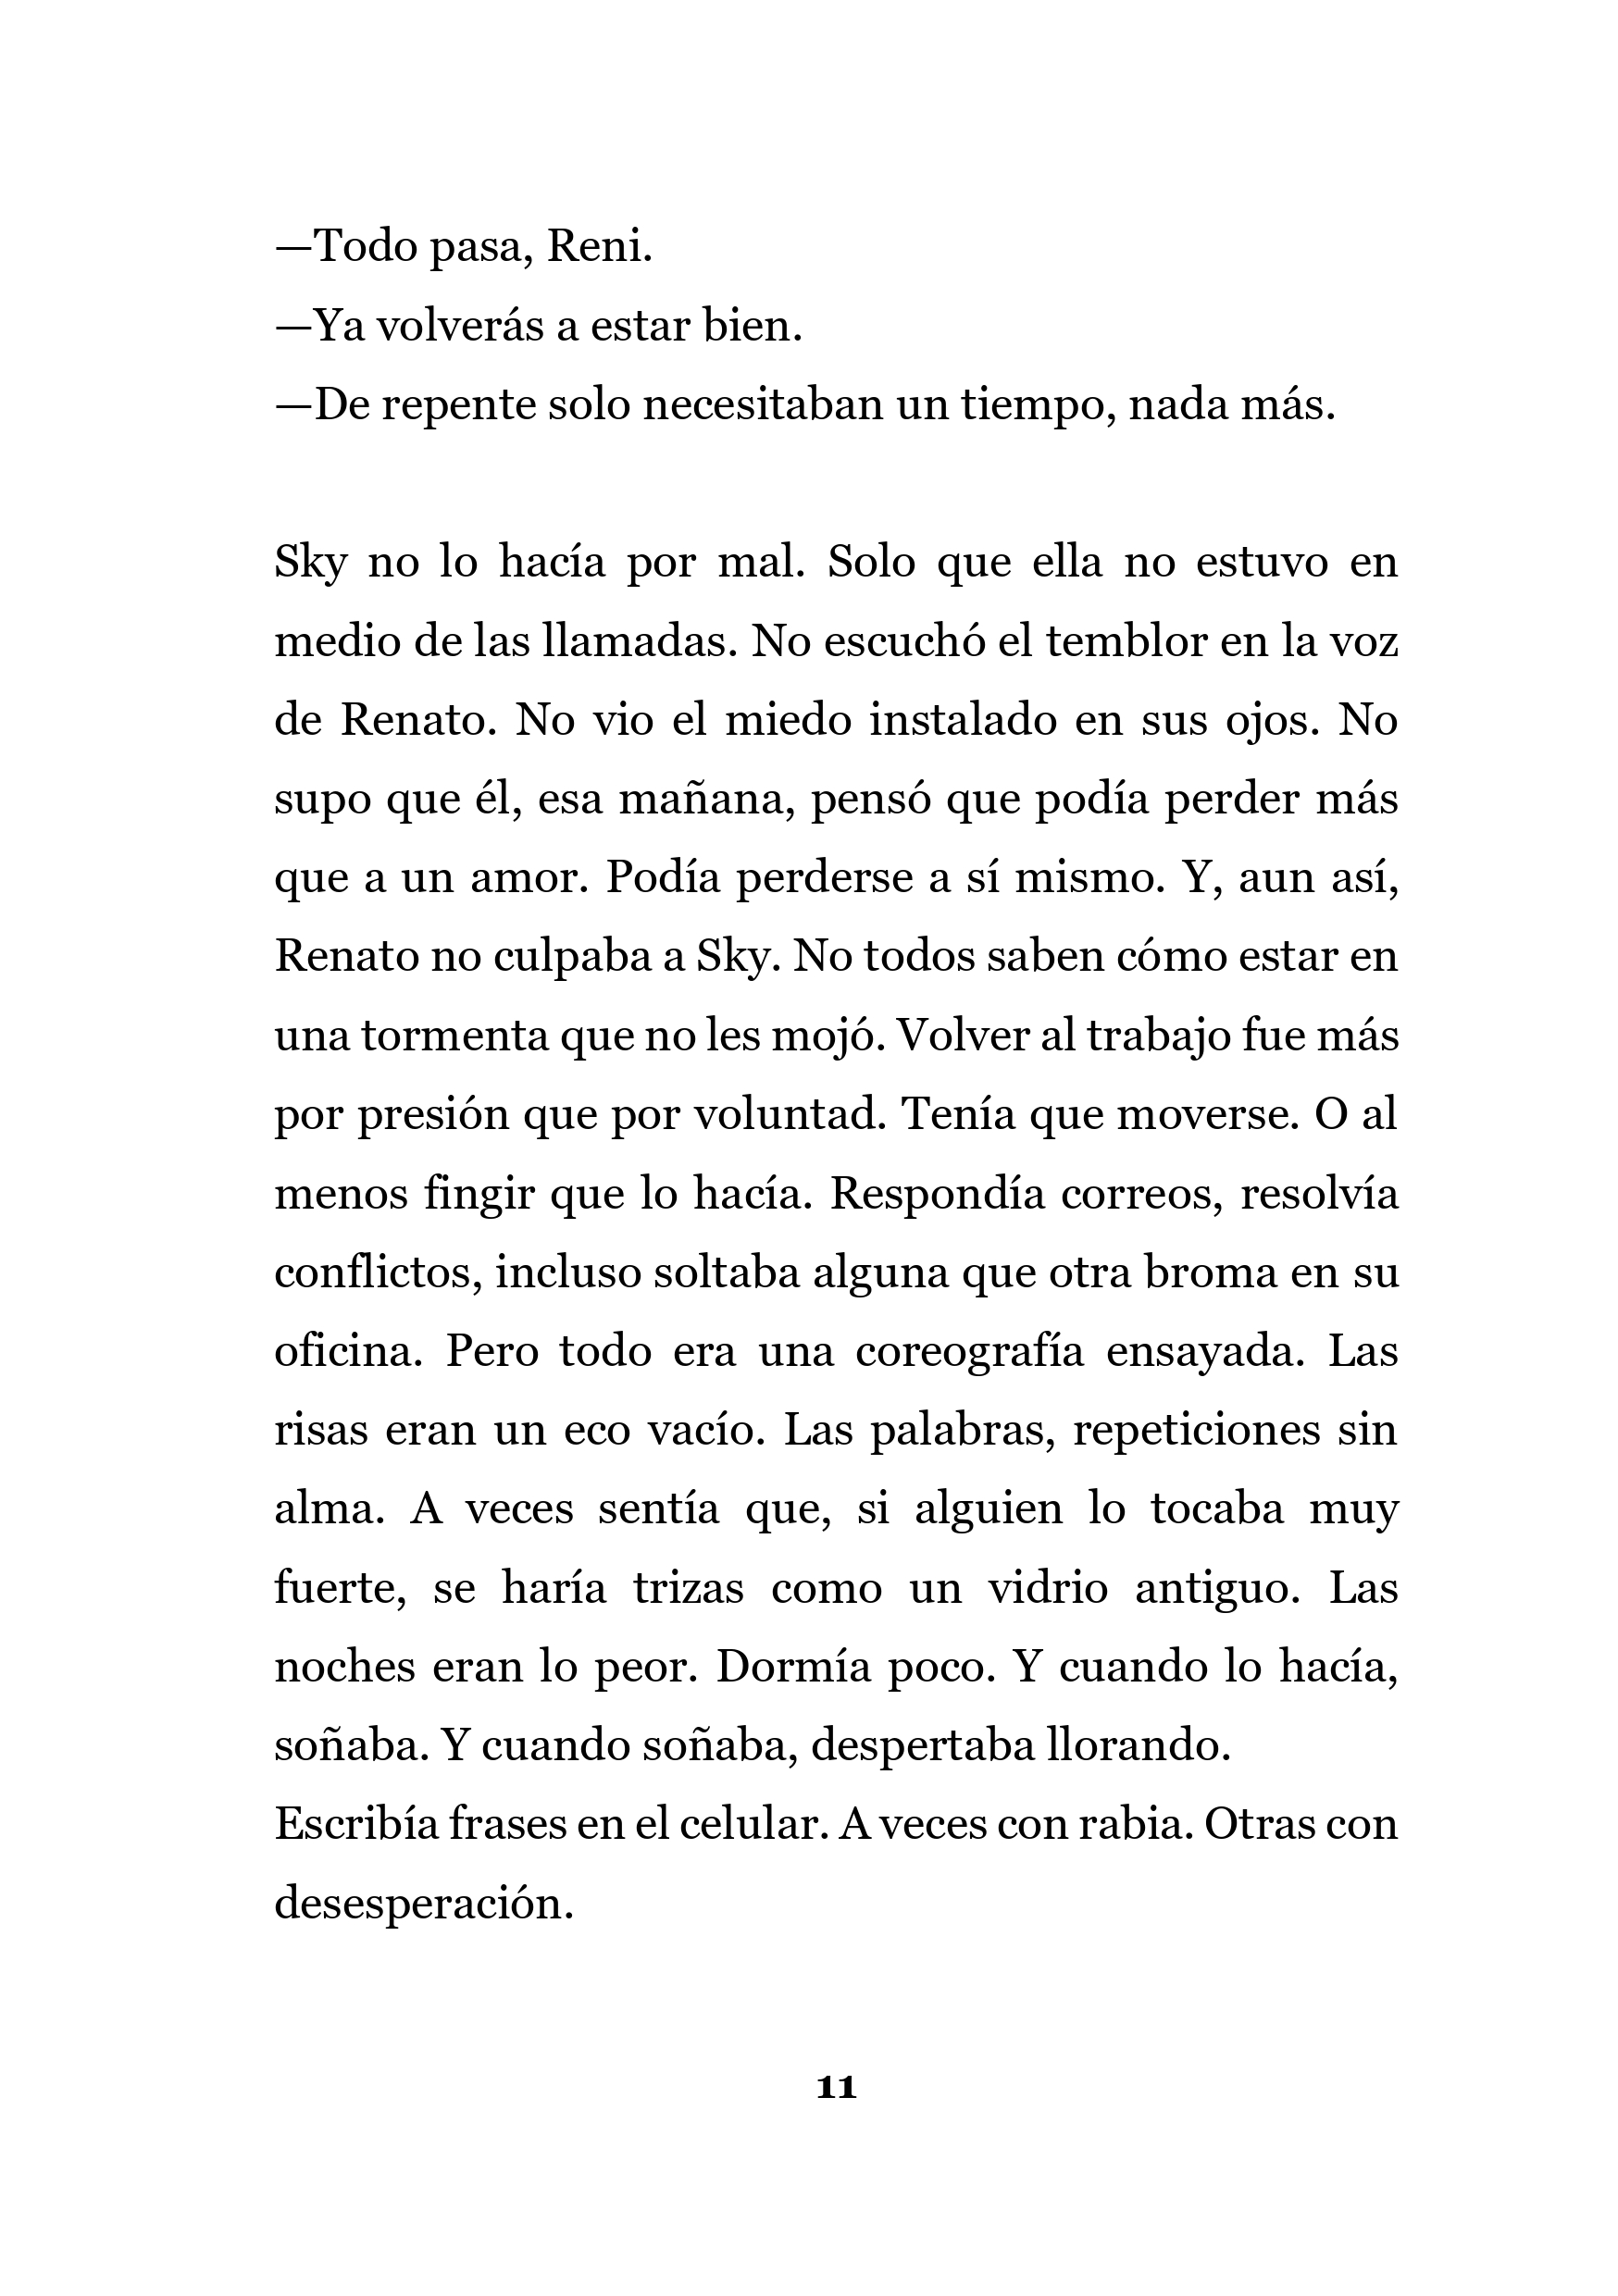 —Todo pasa, Reni.
—Ya volverás a estar bien.
—De repente solo necesitaban un tiempo, nada más.
Sky no lo hacía por mal. Solo que ella no estuvo en
medio de las llamadas. No escuchó el temblor en la voz
de Renato. No vio el miedo instalado en sus ojos. No
supo que él, esa mañana, pensó que podía perder más
que a un amor. Podía perderse a sí mismo. Y, aun así,
Renato no culpaba a Sky. No todos saben cómo estar en
una tormenta que no les mojó. Volver al trabajo fue más
por presión que por voluntad. Tenía que moverse. O al
menos fingir que lo hacía. Respondía correos, resolvía
conflictos, incluso soltaba alguna que otra broma en su
oficina. Pero todo era una coreografía ensayada. Las
risas eran un eco vacío. Las palabras, repeticiones sin
alma. A veces sentía que, si alguien lo tocaba muy
fuerte, se haría trizas como un vidrio antiguo. Las
noches eran lo peor. Dormía poco. Y cuando lo hacía,
soñaba. Y cuando soñaba, despertaba llorando.
Escribía frases en el celular. A veces con rabia. Otras con
desesperación.
11